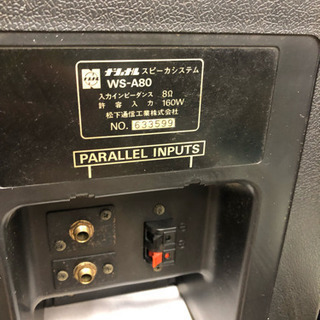 ナショナル スピーカシステム
WS-A80
入力インピーダンス 8Ω
許容入力 160W
松下通信工業株式会社
NO. 633599
PARALLEL INPUTS